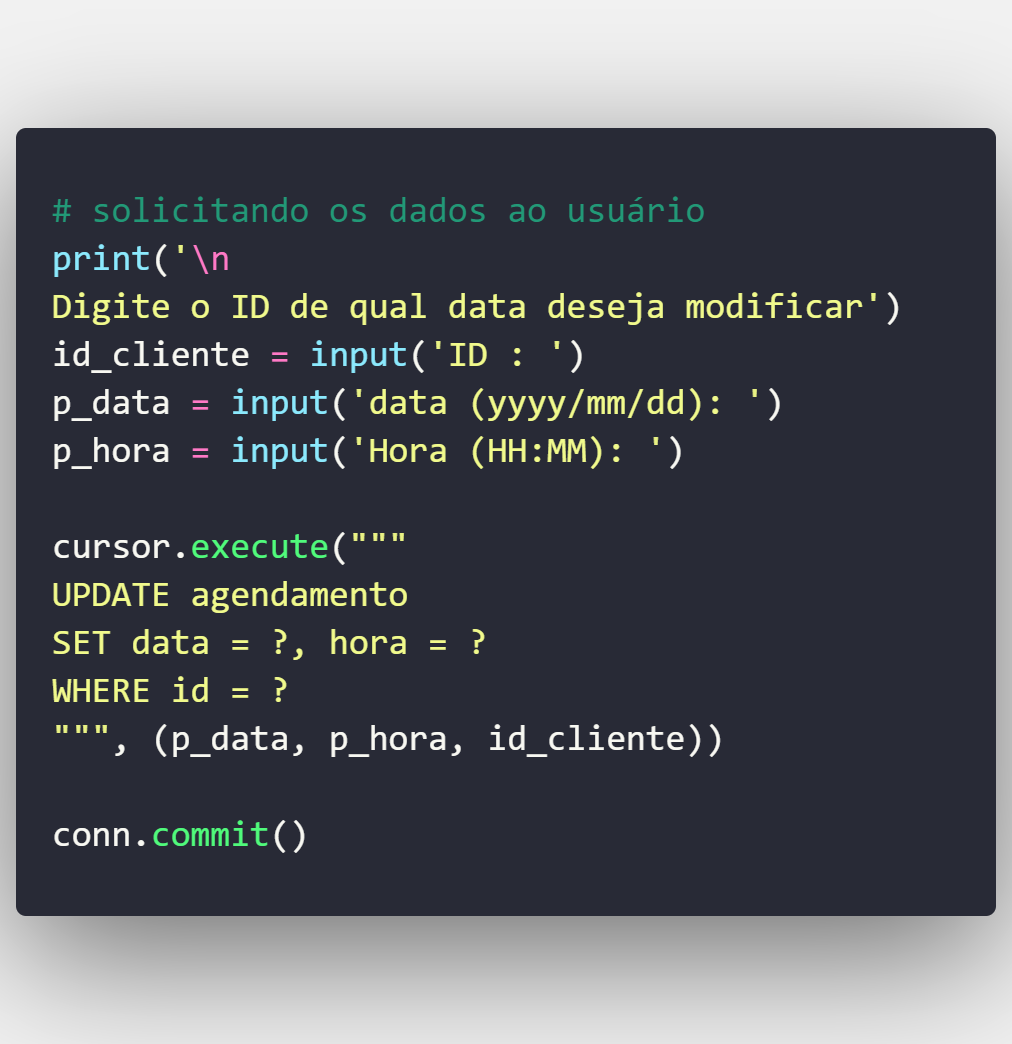 # solicitando os dados ao usuário
print('\n
Digite o ID de qual data deseja modificar')
id_cliente = input('ID : ')
p_data = input('data (yyyy/mm/dd): ')
p_hora = input('Hora (HH:MM): ')
cursor.execute("""
UPDATE agendamento
SET data = ?, hora = ?
WHERE id = ?
""", (p_data, p_hora, id_cliente))
conn.commit()